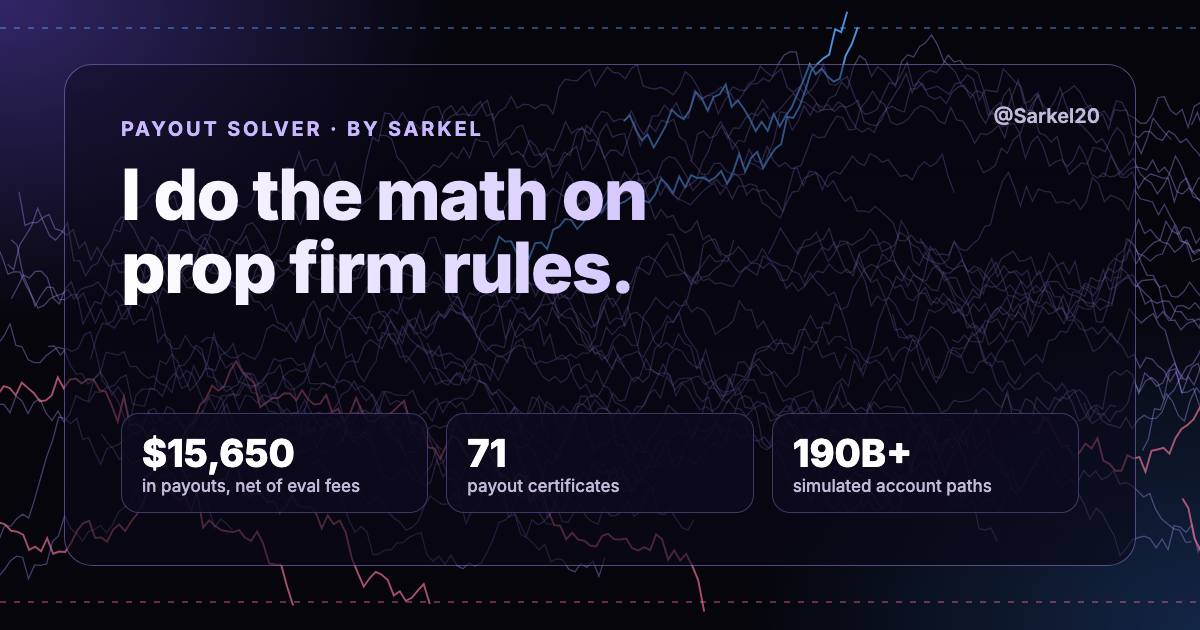 PAYOUT SOLVER · BY SARKEL
@Sarkel20
I do the math on
prop firm rules.
$15,650
in payouts, net of eval fees
71
payout certificates
190B+
simulated account paths